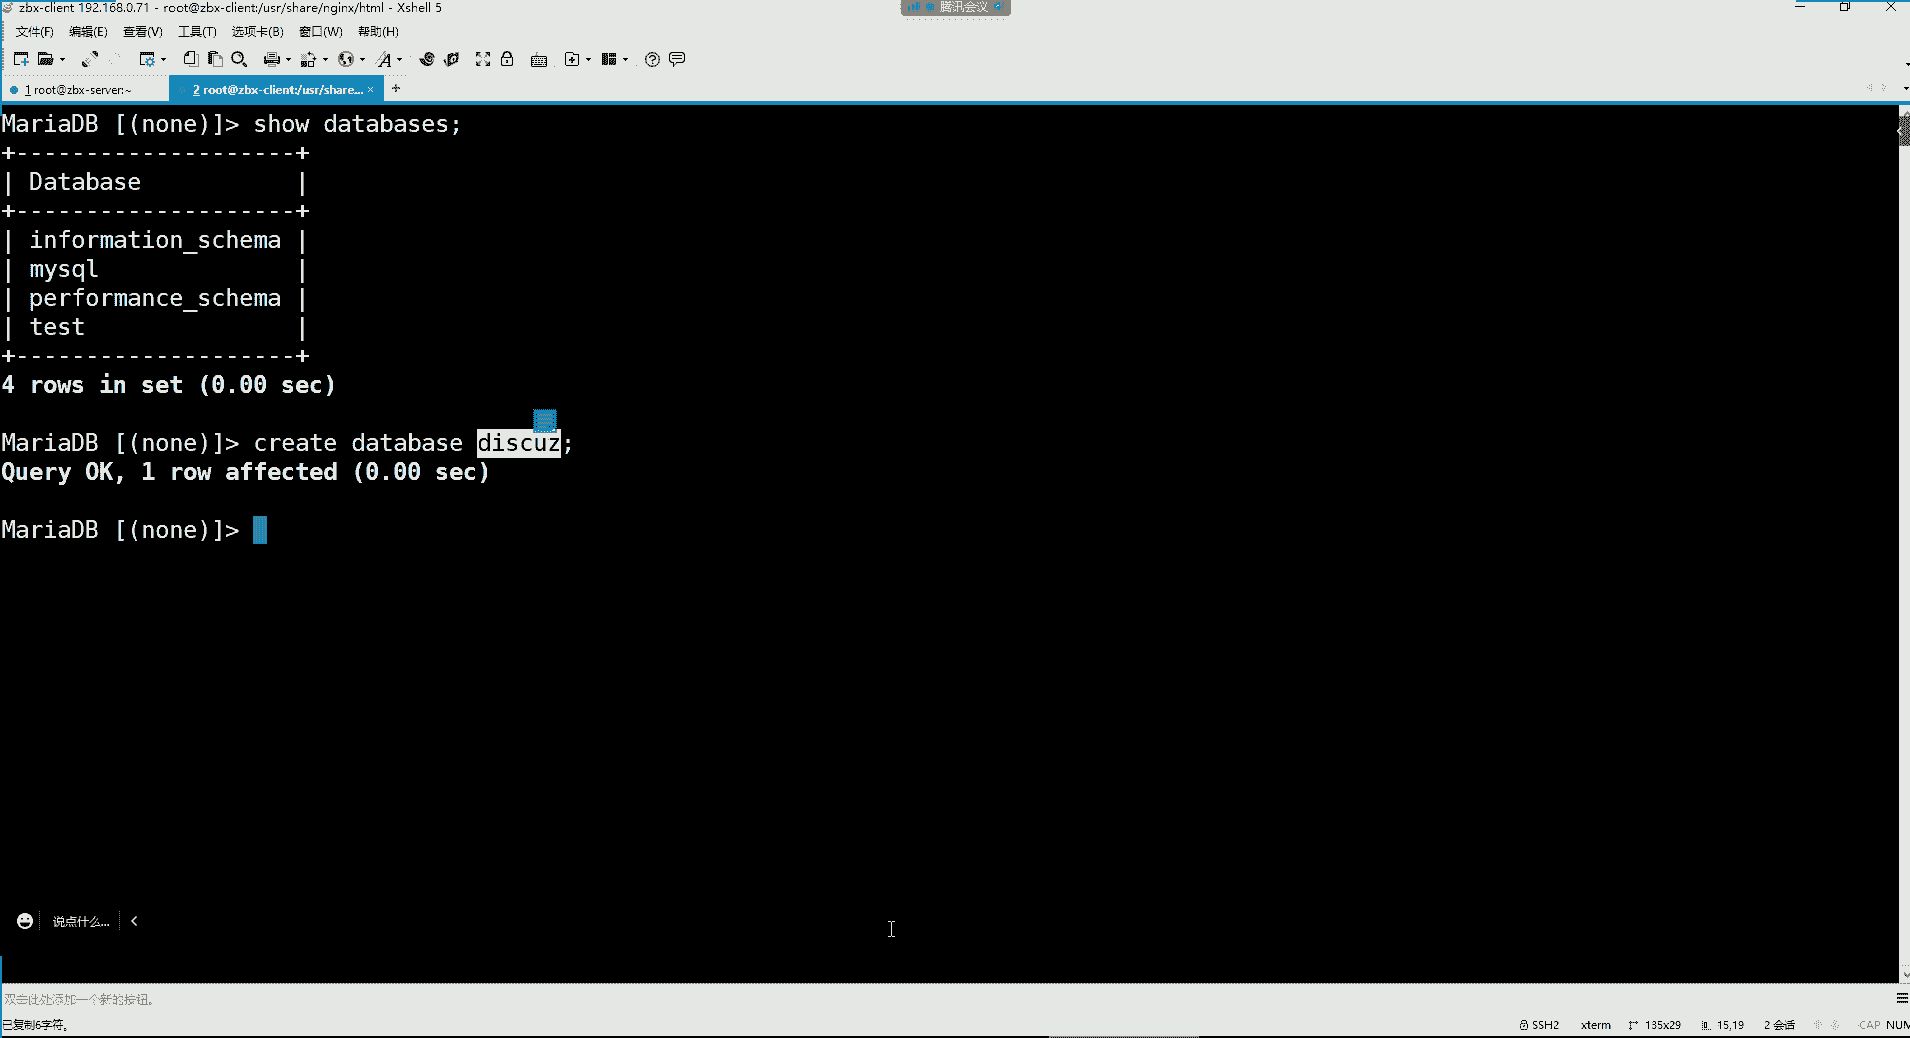 zbx-client 192.168.0.71 - root@zbx-client:/usr/share/nginx/html - Xshell 5
腾讯会议
文件(F) 编辑(E) 查看(V) 工具(T) 选项卡(B) 窗口(W) 帮助(H)
1 root@zbx-server:~ 2 root@zbx-client:/usr/share... × +
MariaDB [(none)]> show databases;
+--------------------+
| Database           |
+--------------------+
| information_schema |
| mysql              |
| performance_schema |
| test               |
+--------------------+
4 rows in set (0.00 sec)
MariaDB [(none)]> create database discuz;
Query OK, 1 row affected (0.00 sec)
MariaDB [(none)]>
说点什么...
双击此处添加一个新的按钮。
已复制6字符。 SSH2 xterm 135x29 15,19 2 会话 CAP NUM